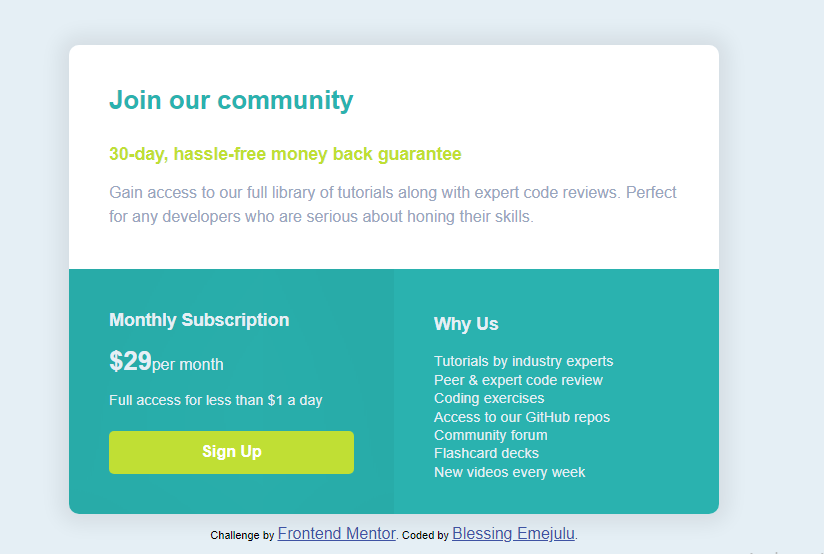 Join our community
30-day, hassle-free money back guarantee
Gain access to our full library of tutorials along with expert code reviews. Perfect
for any developers who are serious about honing their skills.
Monthly Subscription
$29per month
Full access for less than $1 a day
Sign Up
Why Us
Tutorials by industry experts
Peer & expert code review
Coding exercises
Access to our GitHub repos
Community forum
Flashcard decks
New videos every week
Challenge by Frontend Mentor. Coded by Blessing Emejulu.